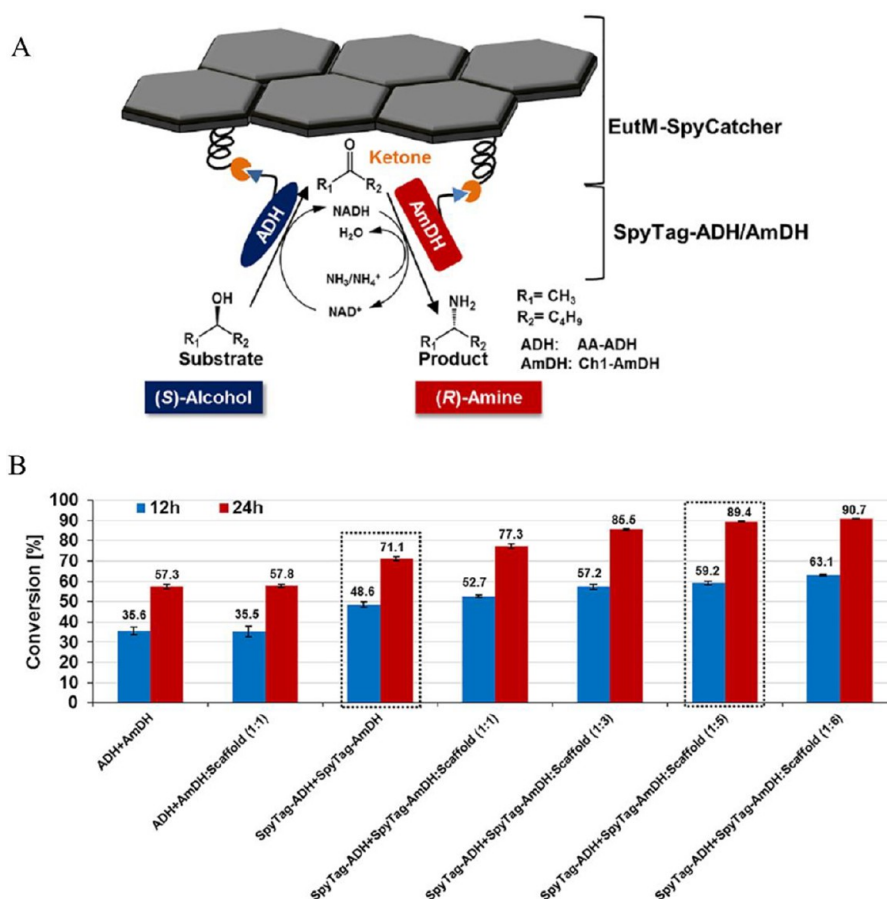 A
EutM-SpyCatcher
O
Ketone
R1 R2
ADH
AmDH
NADH
H2O
NH3/NH4+
NAD+
SpyTag-ADH/AmDH
OH
R1 R2
Substrate
NH2
R1 R2
Product
R1= CH3
R2= C4H9
ADH: AA-ADH
AmDH: Ch1-AmDH
(S)-Alcohol
(R)-Amine
B
Conversion [%]
12h 24h
100
90
80
70
60
50
40
30
20
10
0
35.6 57.3
35.5 57.8
48.6 71.1
52.7 77.3
57.2 85.5
59.2 89.4
63.1 90.7
ADH+AmDH
ADH+AmDH:Scaffold (1:1)
SpyTag-ADH+SpyTag-AmDH
SpyTag-ADH+SpyTag-AmDH:Scaffold (1:1)
SpyTag-ADH+SpyTag-AmDH:Scaffold (1:3)
SpyTag-ADH+SpyTag-AmDH:Scaffold (1:5)
SpyTag-ADH+SpyTag-AmDH:Scaffold (1:6)